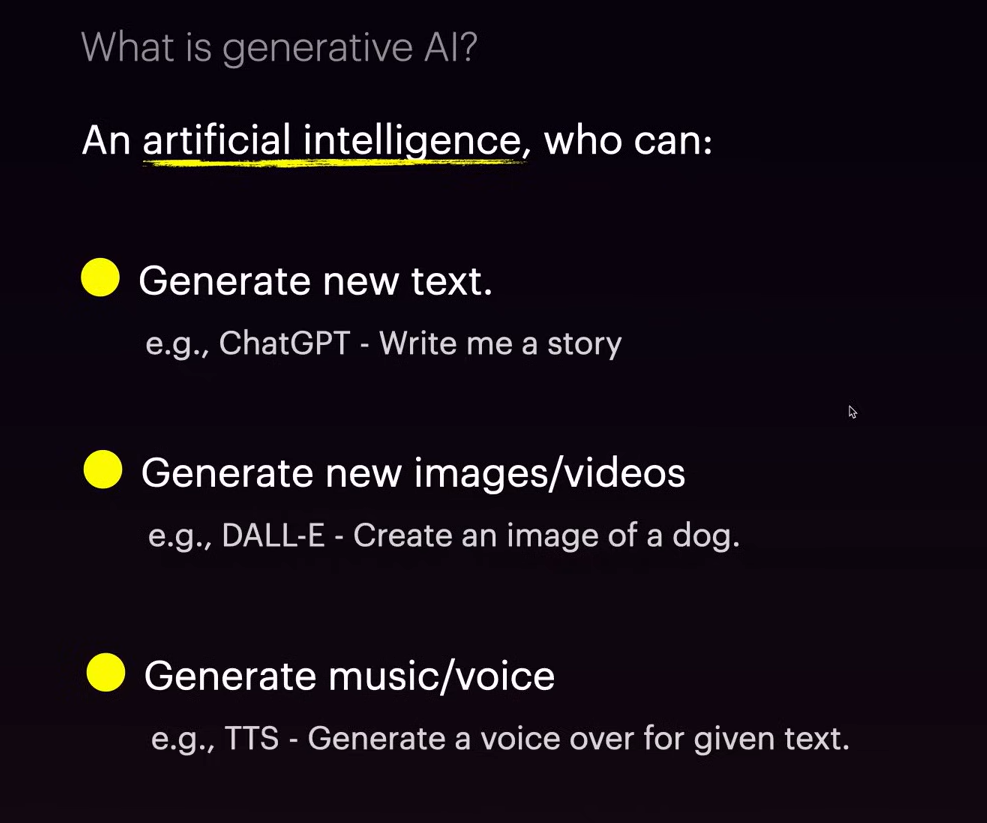 What is generative AI?
An artificial intelligence, who can:
Generate new text.
e.g., ChatGPT - Write me a story
Generate new images/videos
e.g., DALL-E - Create an image of a dog.
Generate music/voice
e.g., TTS - Generate a voice over for given text.